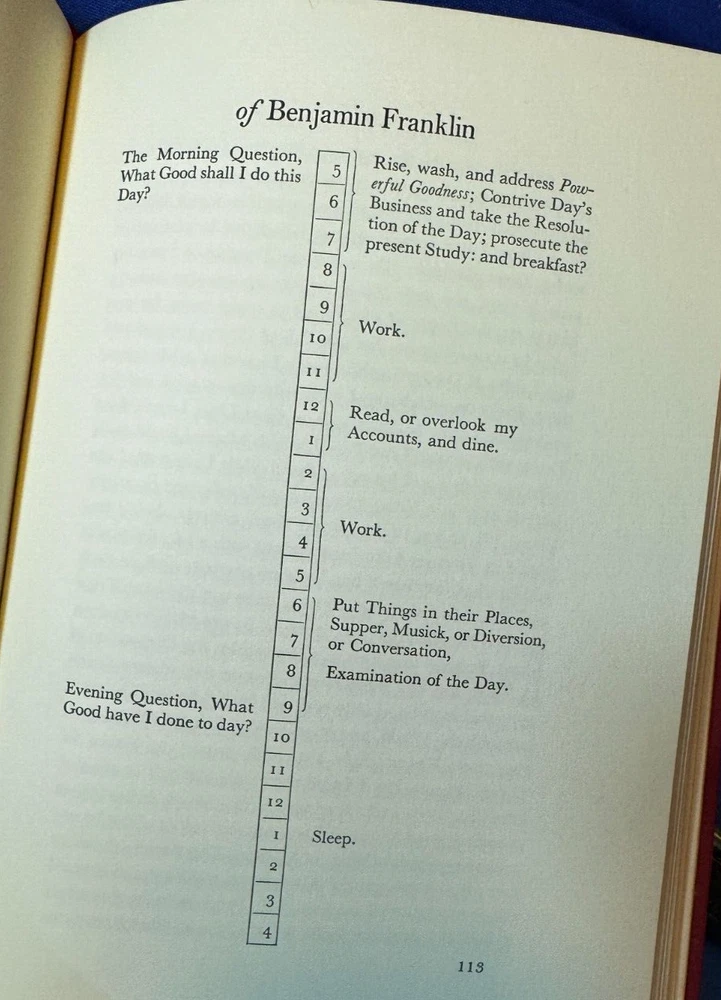 of Benjamin Franklin
The Morning Question,
What Good shall I do this
Day?
5
6
7
Rise, wash, and address Pow-
erful Goodness; Contrive Day's
Business and take the Resolu-
tion of the Day; prosecute the
present Study: and breakfast?
8
9
10
11
Work.
12
1
Read, or overlook my
Accounts, and dine.
2
3
4
5
Work.
6
7
8
9
Put Things in their Places,
Supper, Musick, or Diversion,
or Conversation,
Examination of the Day.
Evening Question, What
Good have I done to day?
10
11
12
1
2
3
4
Sleep.
113